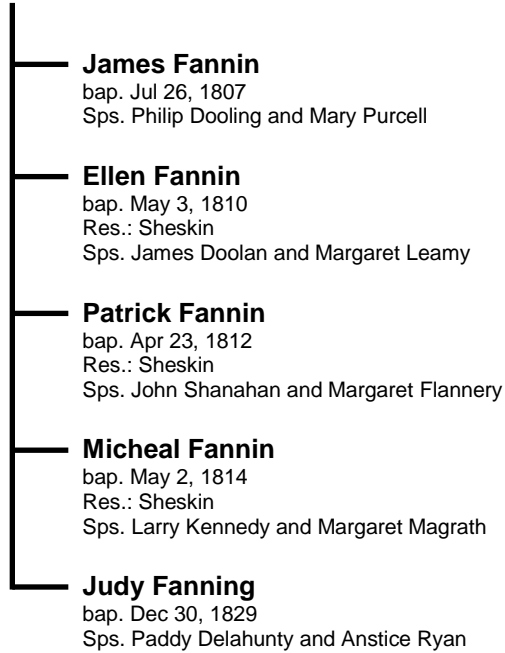 James Fannin
bap. Jul 26, 1807
Sps. Philip Dooling and Mary Purcell
Ellen Fannin
bap. May 3, 1810
Res.: Sheskin
Sps. James Doolan and Margaret Leamy
Patrick Fannin
bap. Apr 23, 1812
Res.: Sheskin
Sps. John Shanahan and Margaret Flannery
Micheal Fannin
bap. May 2, 1814
Res.: Sheskin
Sps. Larry Kennedy and Margaret Magrath
Judy Fanning
bap. Dec 30, 1829
Sps. Paddy Delahunty and Anstice Ryan